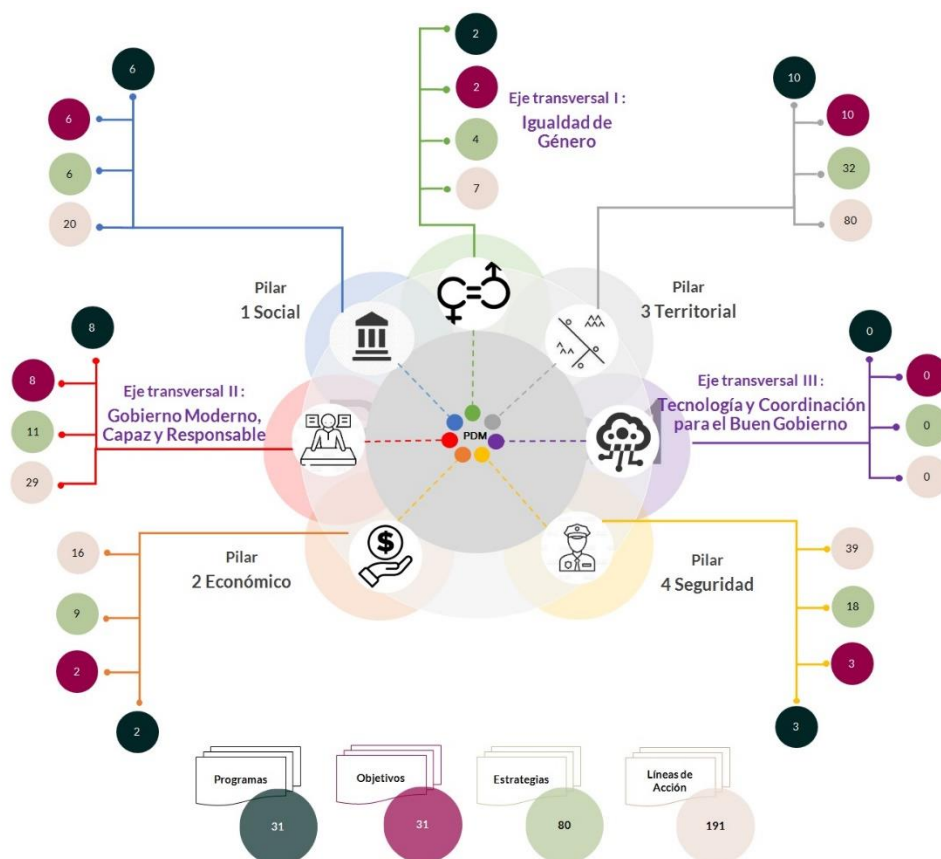 2
2
Eje transversal I :
Igualdad de
Género
4
7
6
6
6
20
10
10
32
80
Pilar
1 Social
Pilar
3 Territorial
8
8
11
29
Eje transversal II :
Gobierno Moderno,
Capaz y Responsable
PDM
Eje transversal III :
Tecnología y Coordinación
para el Buen Gobierno
0
0
0
0
16
9
2
2
Pilar
2 Económico
$
Pilar
4 Seguridad
39
18
3
3
Programas
31
Objetivos
31
Estrategias
80
Líneas de
Acción
191